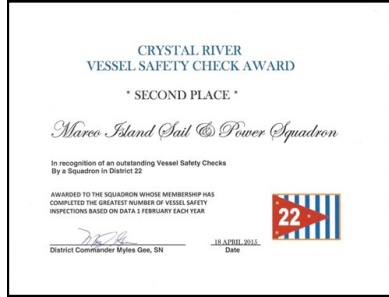 CRYSTAL RIVER
VESSEL SAFETY CHECK AWARD
* SECOND PLACE *
Marco Island Sail & Power Squadron
In recognition of an outstanding Vessel Safety Checks
By a Squadron in District 22
AWARDED TO THE SQUADRON WHOSE MEMBERSHIP HAS
COMPLETED THE GREATEST NUMBER OF VESSEL SAFETY
INSPECTIONS BASED ON DATA 1 FEBRUARY EACH YEAR
22
18 APRIL 2015
District Commander Myles Gee, SN Date